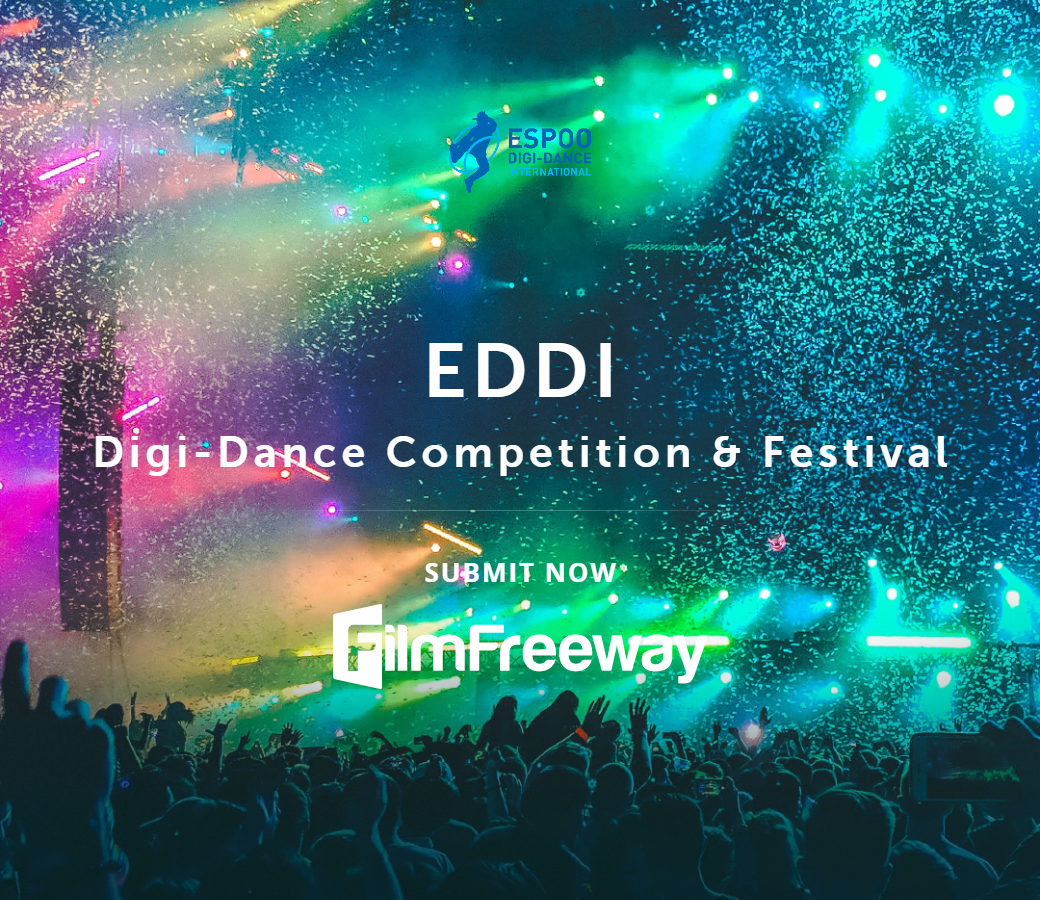 ESPOO
DIGI-DANCE
INTERNATIONAL
EDDI
Digi-Dance Competition & Festival
SUBMIT NOW
FilmFreeway